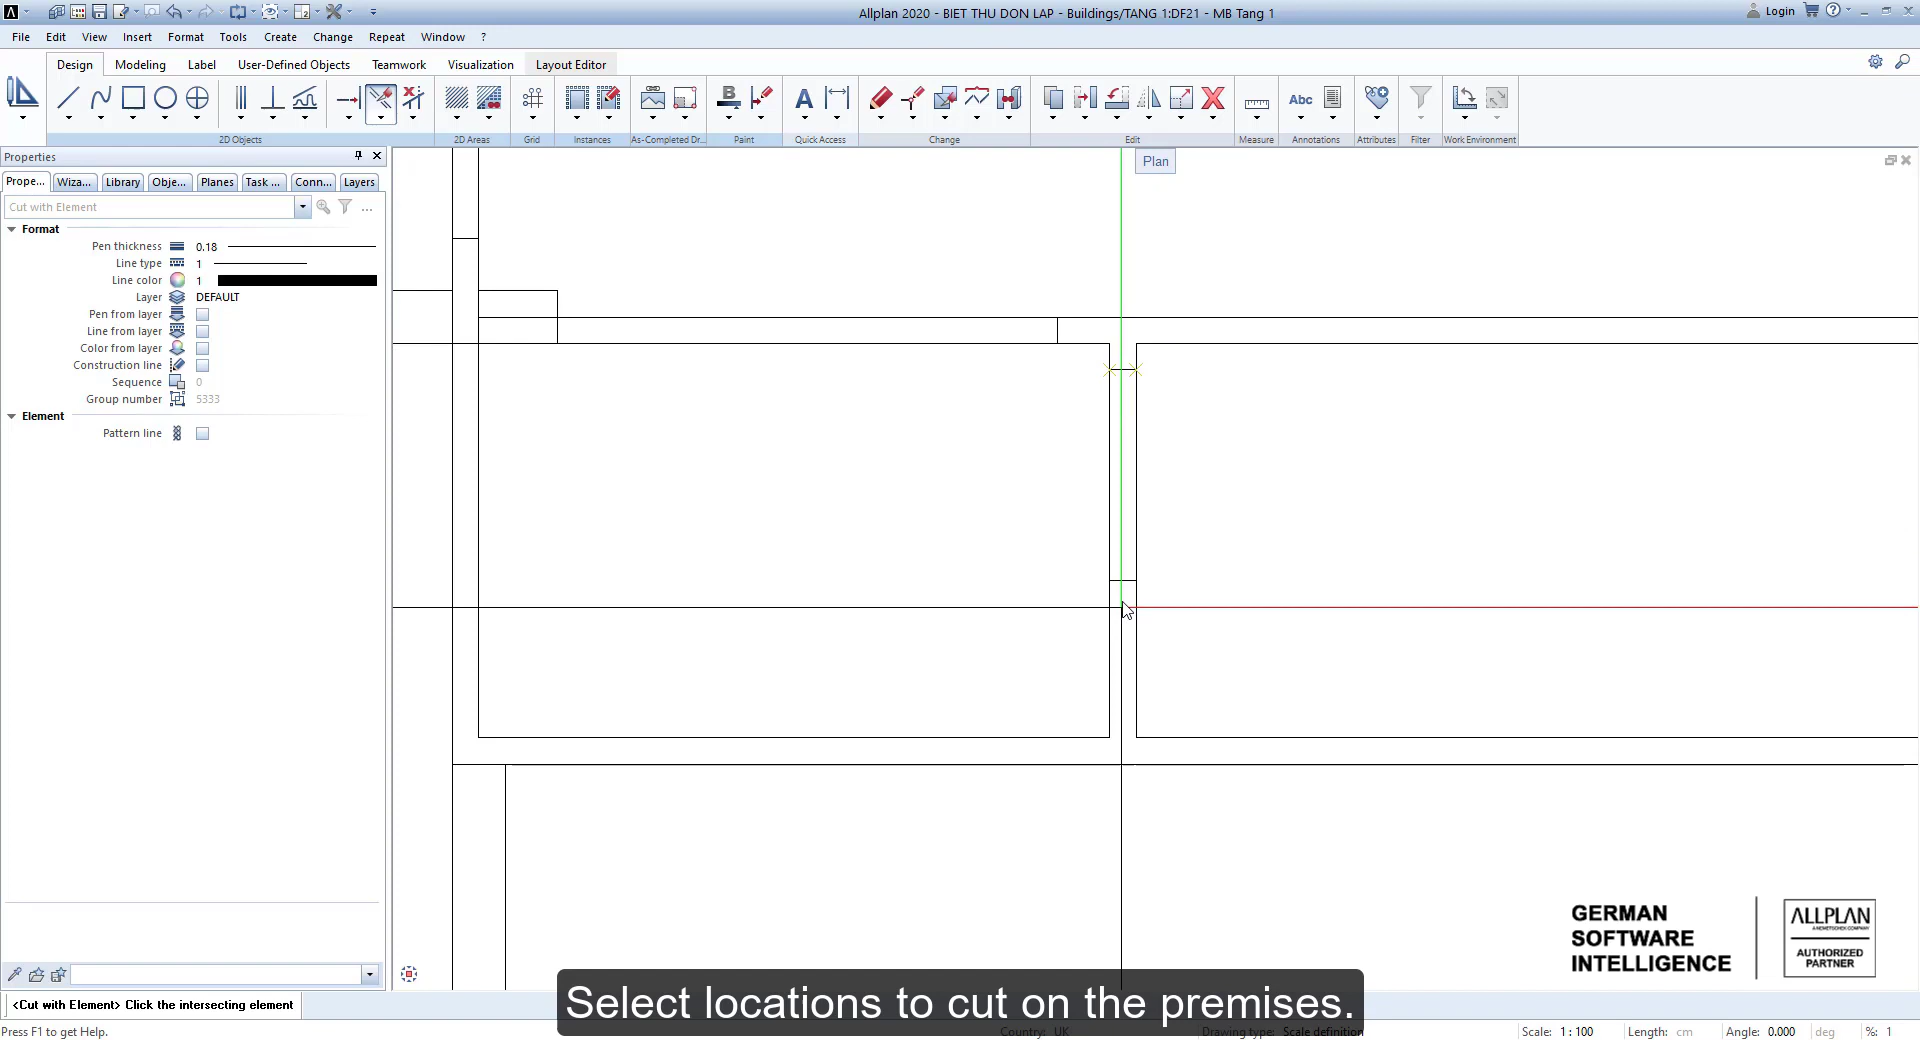 Allplan 2020 - BIET THU DON LAP - Buildings/TANG 1:DF21 - MB Tang 1
Login
File Edit View Insert Format Tools Create Change Repeat Window ?
Design Modeling Label User-Defined Objects Teamwork Visualization Layout Editor
Abc
2D Objects 2D Areas Grid Instances As-Completed Dr... Paint Quick Access Change Edit Measure Annotations Attributes Filter Work Environment
Properties
Prope... Wiza... Library Obje... Planes Task ... Conn... Layers
Cut with Element
Format
Pen thickness 0.18
Line type 1
Line color 1
Layer DEFAULT
Pen from layer
Line from layer
Color from layer
Construction line
Sequence 0
Group number 5333
Element
Pattern line
Plan
GERMAN
SOFTWARE
INTELLIGENCE
ALLPLAN
A NEMETSCHEK COMPANY
AUTHORIZED
PARTNER
<Cut with Element> Click the intersecting element
Select locations to cut on the premises.
Press F1 to get Help.
Country: UK Drawing type: Scale definition Scale: 1 : 100 Length: cm Angle: 0.000 deg %: 1